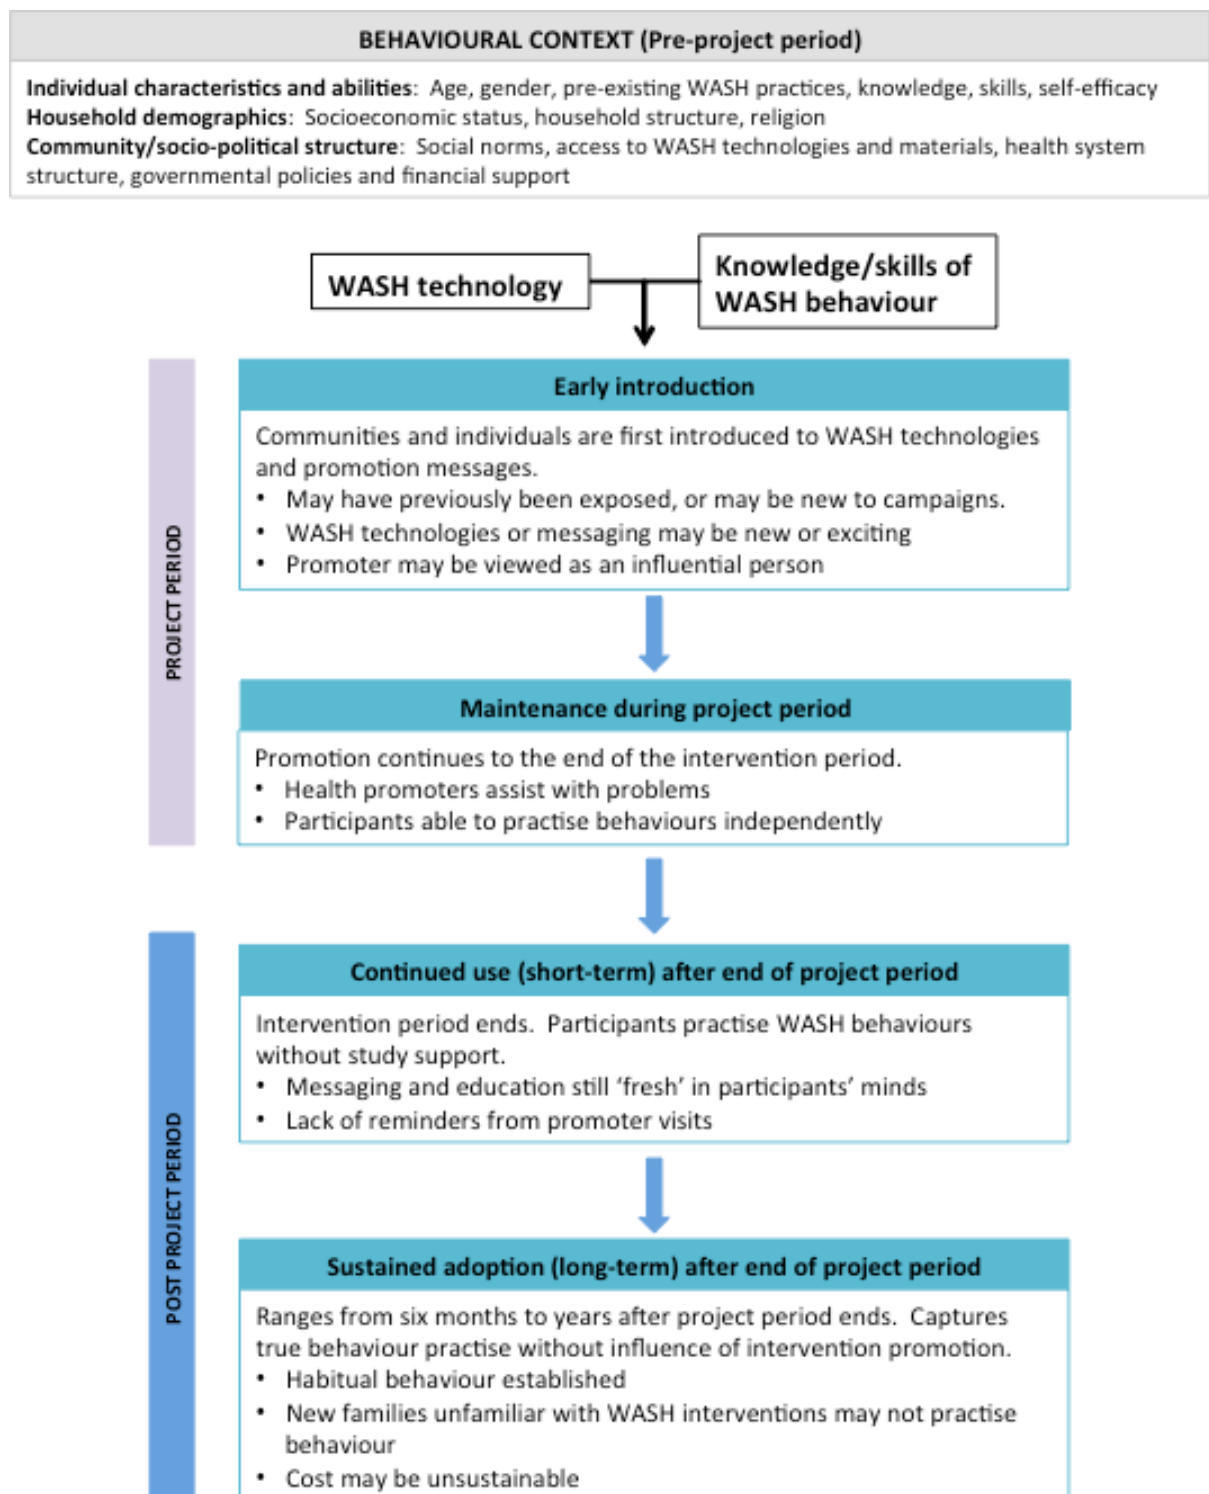 BEHAVIOURAL CONTEXT (Pre-project period)
Individual characteristics and abilities: Age, gender, pre-existing WASH practices, knowledge, skills, self-efficacy
Household demographics: Socioeconomic status, household structure, religion
Community/socio-political structure: Social norms, access to WASH technologies and materials, health system
structure, governmental policies and financial support
WASH technology
Knowledge/skills of
WASH behaviour
PROJECT PERIOD
Early introduction
Communities and individuals are first introduced to WASH technologies
and promotion messages.
• May have previously been exposed, or may be new to campaigns.
• WASH technologies or messaging may be new or exciting
• Promoter may be viewed as an influential person
Maintenance during project period
Promotion continues to the end of the intervention period.
• Health promoters assist with problems
• Participants able to practise behaviours independently
POST PROJECT PERIOD
Continued use (short-term) after end of project period
Intervention period ends. Participants practise WASH behaviours
without study support.
• Messaging and education still ‘fresh’ in participants’ minds
• Lack of reminders from promoter visits
Sustained adoption (long-term) after end of project period
Ranges from six months to years after project period ends. Captures
true behaviour practise without influence of intervention promotion.
• Habitual behaviour established
• New families unfamiliar with WASH interventions may not practise
behaviour
• Cost may be unsustainable